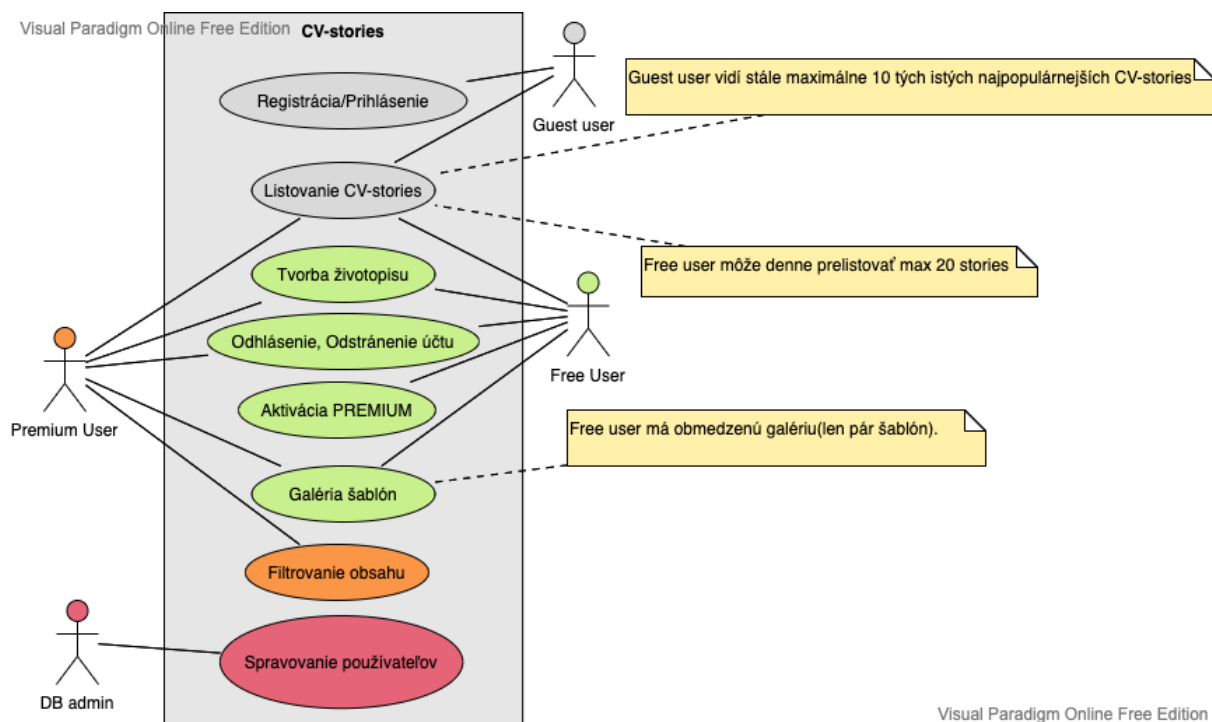 Visual Paradigm Online Free Edition
CV-stories
Guest user
Registrácia/Prihlásenie
Guest user vidí stále maximálne 10 tých istých najpopulárnejších CV-stories
Listovanie CV-stories
Free user môže denne prelistovať max 20 stories
Tvorba životopisu
Odhlásenie, Odstránenie účtu
Free User
Premium User
Aktivácia PREMIUM
Free user má obmedzenú galériu(len pár šablón).
Galéria šablón
Filtrovanie obsahu
Spravovanie používateľov
DB admin
Visual Paradigm Online Free Edition